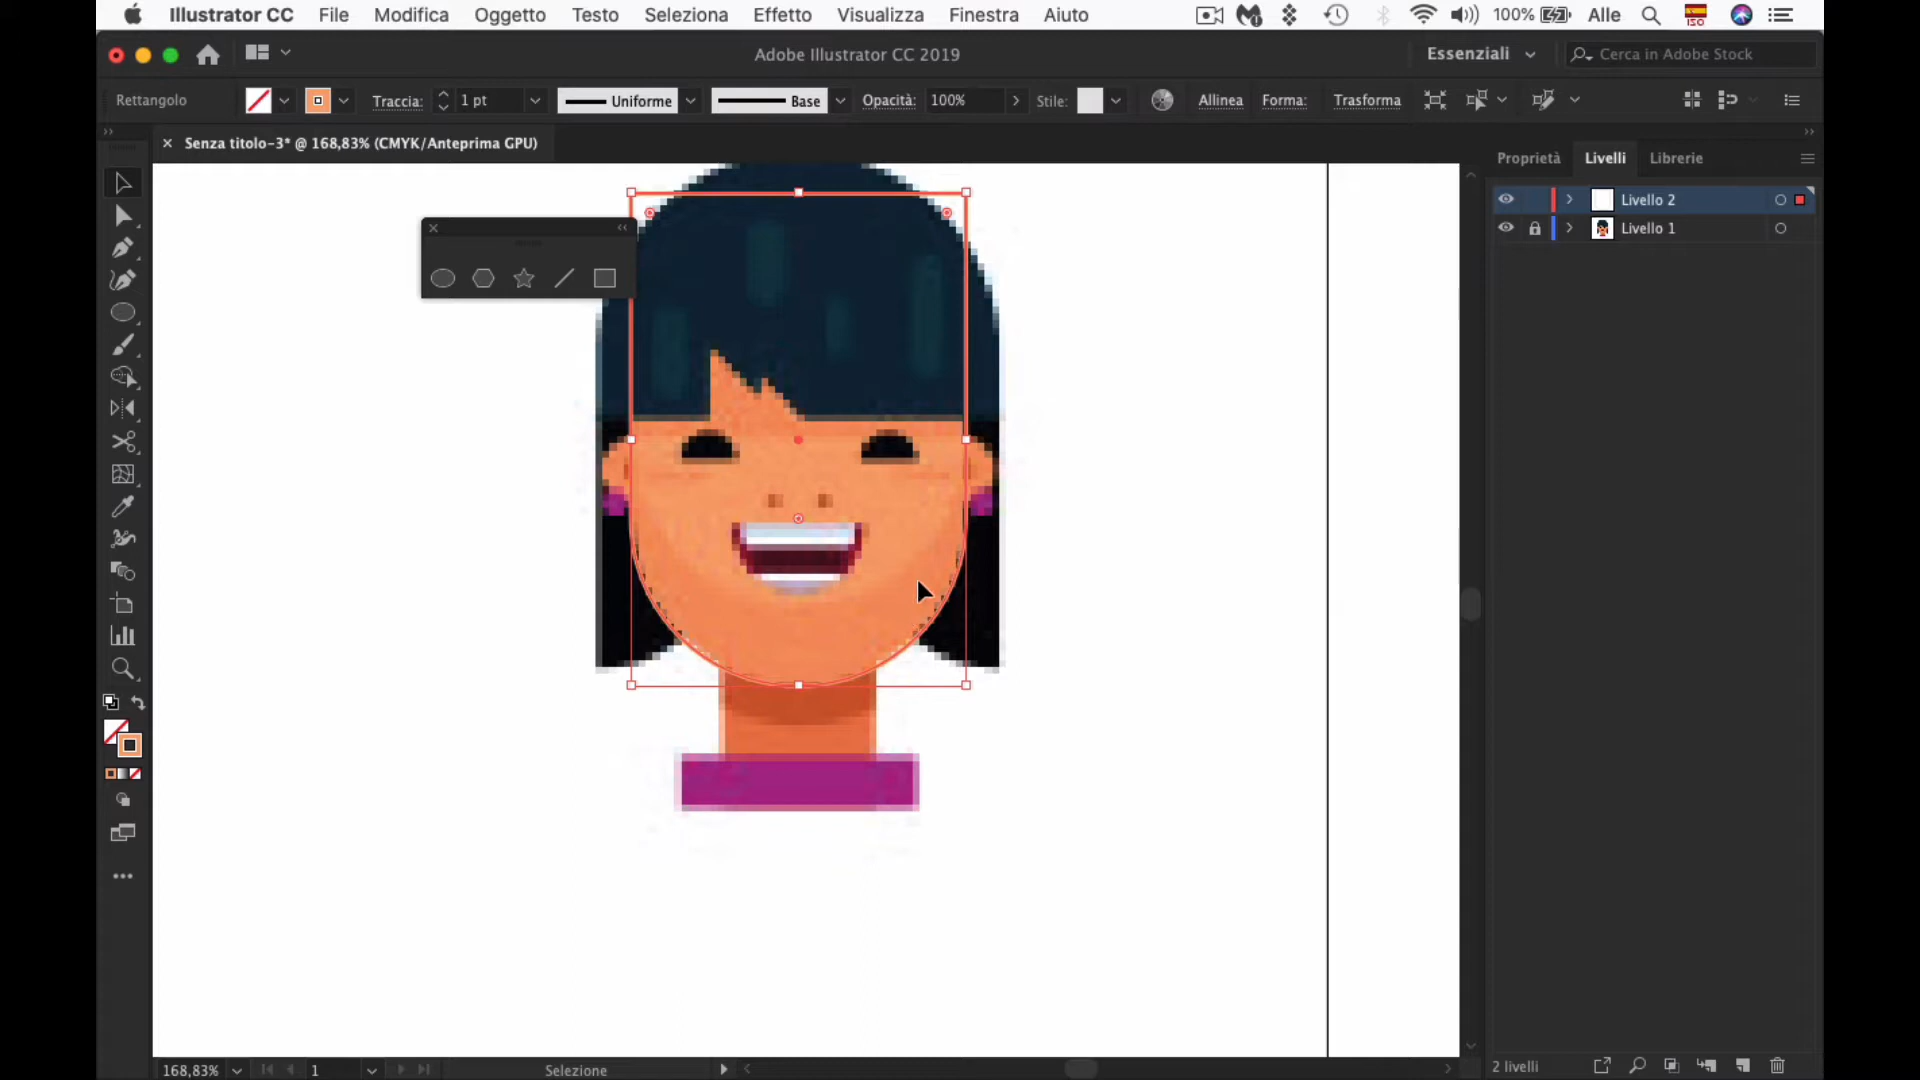 Illustrator CC File Modifica Oggetto Testo Seleziona Effetto Visualizza Finestra Aiuto 100% Alle ISO
Adobe Illustrator CC 2019 Essenziali Cerca in Adobe Stock
Rettangolo Traccia: 1 pt Uniforme Base Opacità: 100% Stile: Allinea Forma: Trasforma
Senza titolo-3* @ 168,83% (CMYK/Anteprima GPU)
Proprietà Livelli Librerie
Livello 2
Livello 1
168,83% 1 Selezione 2 livelli